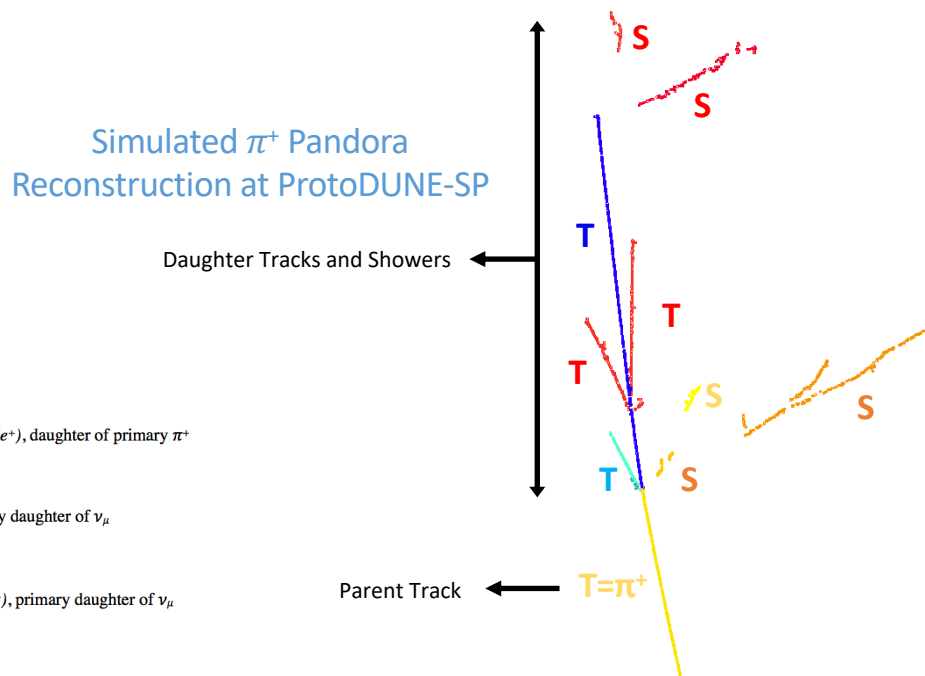 S
S
Simulated π⁺ Pandora
Reconstruction at ProtoDUNE-SP
T
Daughter Tracks and Showers
T
T
S
S
e⁺), daughter of primary π⁺
T
S
y daughter of νμ
Parent Track
T=π⁺
), primary daughter of νμ